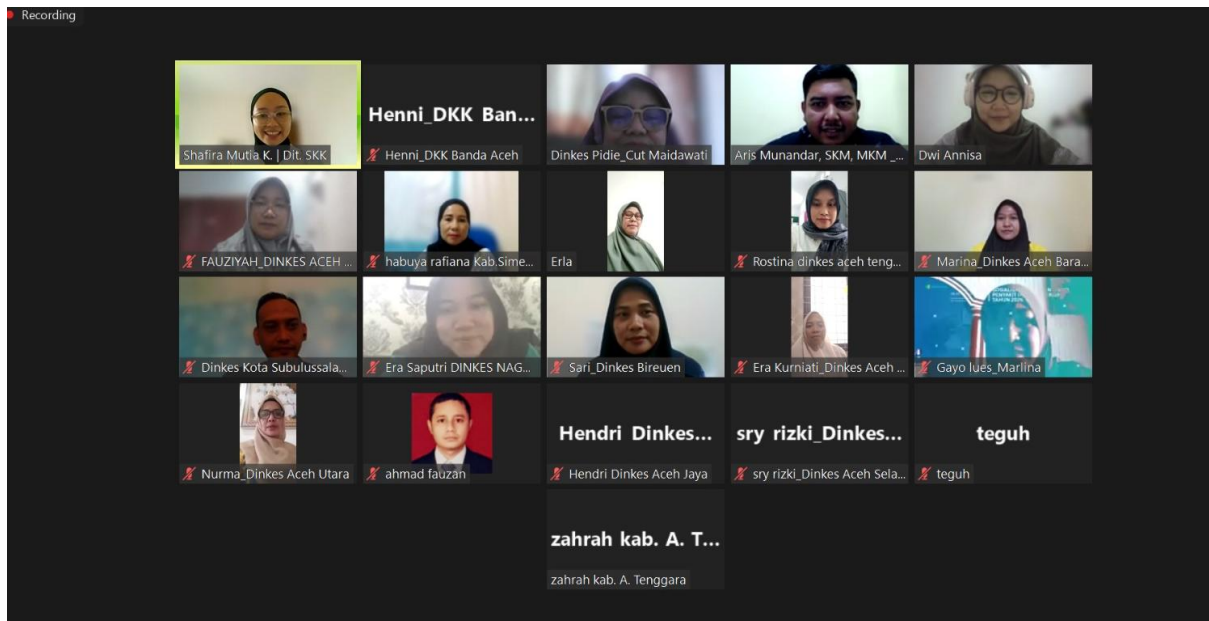 Recording
Shafira Mutia K. | Dit. SKK
Henni_DKK Ban...
Henni_DKK Banda Aceh
Dinkes Pidie_Cut Maidawati
Aris Munandar, SKM, MKM _...
Dwi Annisa
FAUZIYAH_DINKES ACEH ...
habuya rafiana Kab.Sime...
Erla
Rostina dinkes aceh teng...
Marina_Dinkes Aceh Bara...
Dinkes Kota Subulussala...
Era Saputri DINKES NAG...
Sari_Dinkes Bireuen
Era Kurniati_Dinkes Aceh ...
Gayo lues_Marlina
Nurma_Dinkes Aceh Utara
ahmad fauzan
Hendri Dinkes...
Hendri Dinkes Aceh Jaya
sry rizki_Dinkes...
sry rizki_Dinkes Aceh Sela...
teguh
teguh
zahrah kab. A. T...
zahrah kab. A. Tenggara